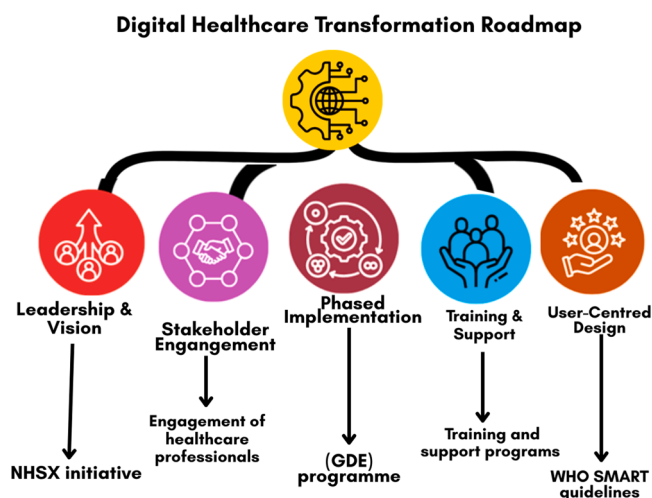 Digital Healthcare Transformation Roadmap
Leadership &
Vision
Stakeholder
Engangement
Phased
Implementation
Training &
Support
User-Centred
Design
NHSX initiative
Engagement of
healthcare
professionals
(GDE)
programme
Training and
support programs
WHO SMART
guidelines